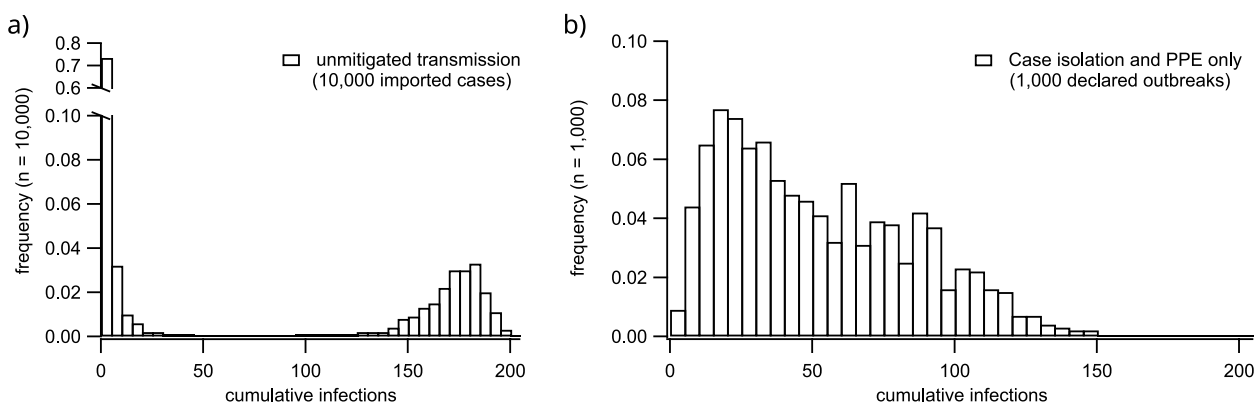 a)
unmitigated transmission
(10,000 imported cases)
frequency (n = 10,000)
0.8
0.7
0.6
0.10
0.08
0.06
0.04
0.02
0.00
0
50
100
150
200
cumulative infections
b)
Case isolation and PPE only
(1,000 declared outbreaks)
frequency (n = 1,000)
0.10
0.08
0.06
0.04
0.02
0.00
0
50
100
150
200
cumulative infections